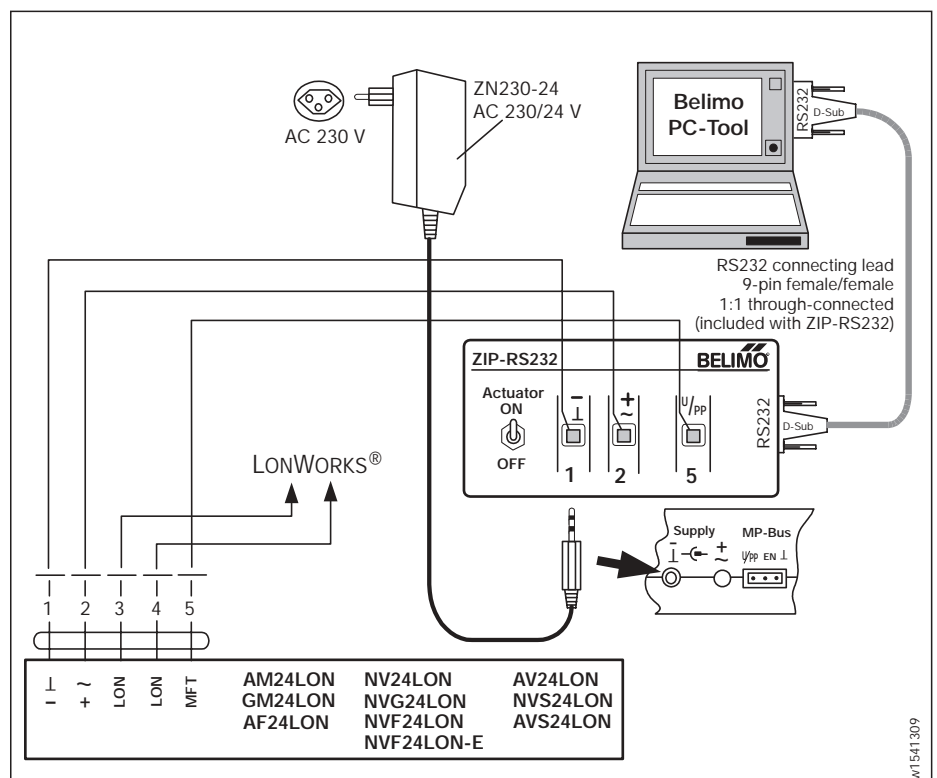 ZN230-24
AC 230/24 V
AC 230 V
Belimo
PC-Tool
RS232
D-Sub
RS232 connecting lead
9-pin female/female
1:1 through-connected
(included with ZIP-RS232)
ZIP-RS232
BELIMO®
Actuator
ON
OFF
- ⊥
+ ~
U/PP
1 2 5
RS232
D-Sub
LONWORKS®
Supply MP-Bus
- ⊥ + ~ U/PP EN ⊥
1 2 3 4 5
⊥ ~ LON LON MFT
- +
AM24LON NV24LON AV24LON
GM24LON NVG24LON NVS24LON
AF24LON NVF24LON AVS24LON
NVF24LON-E
w1541309